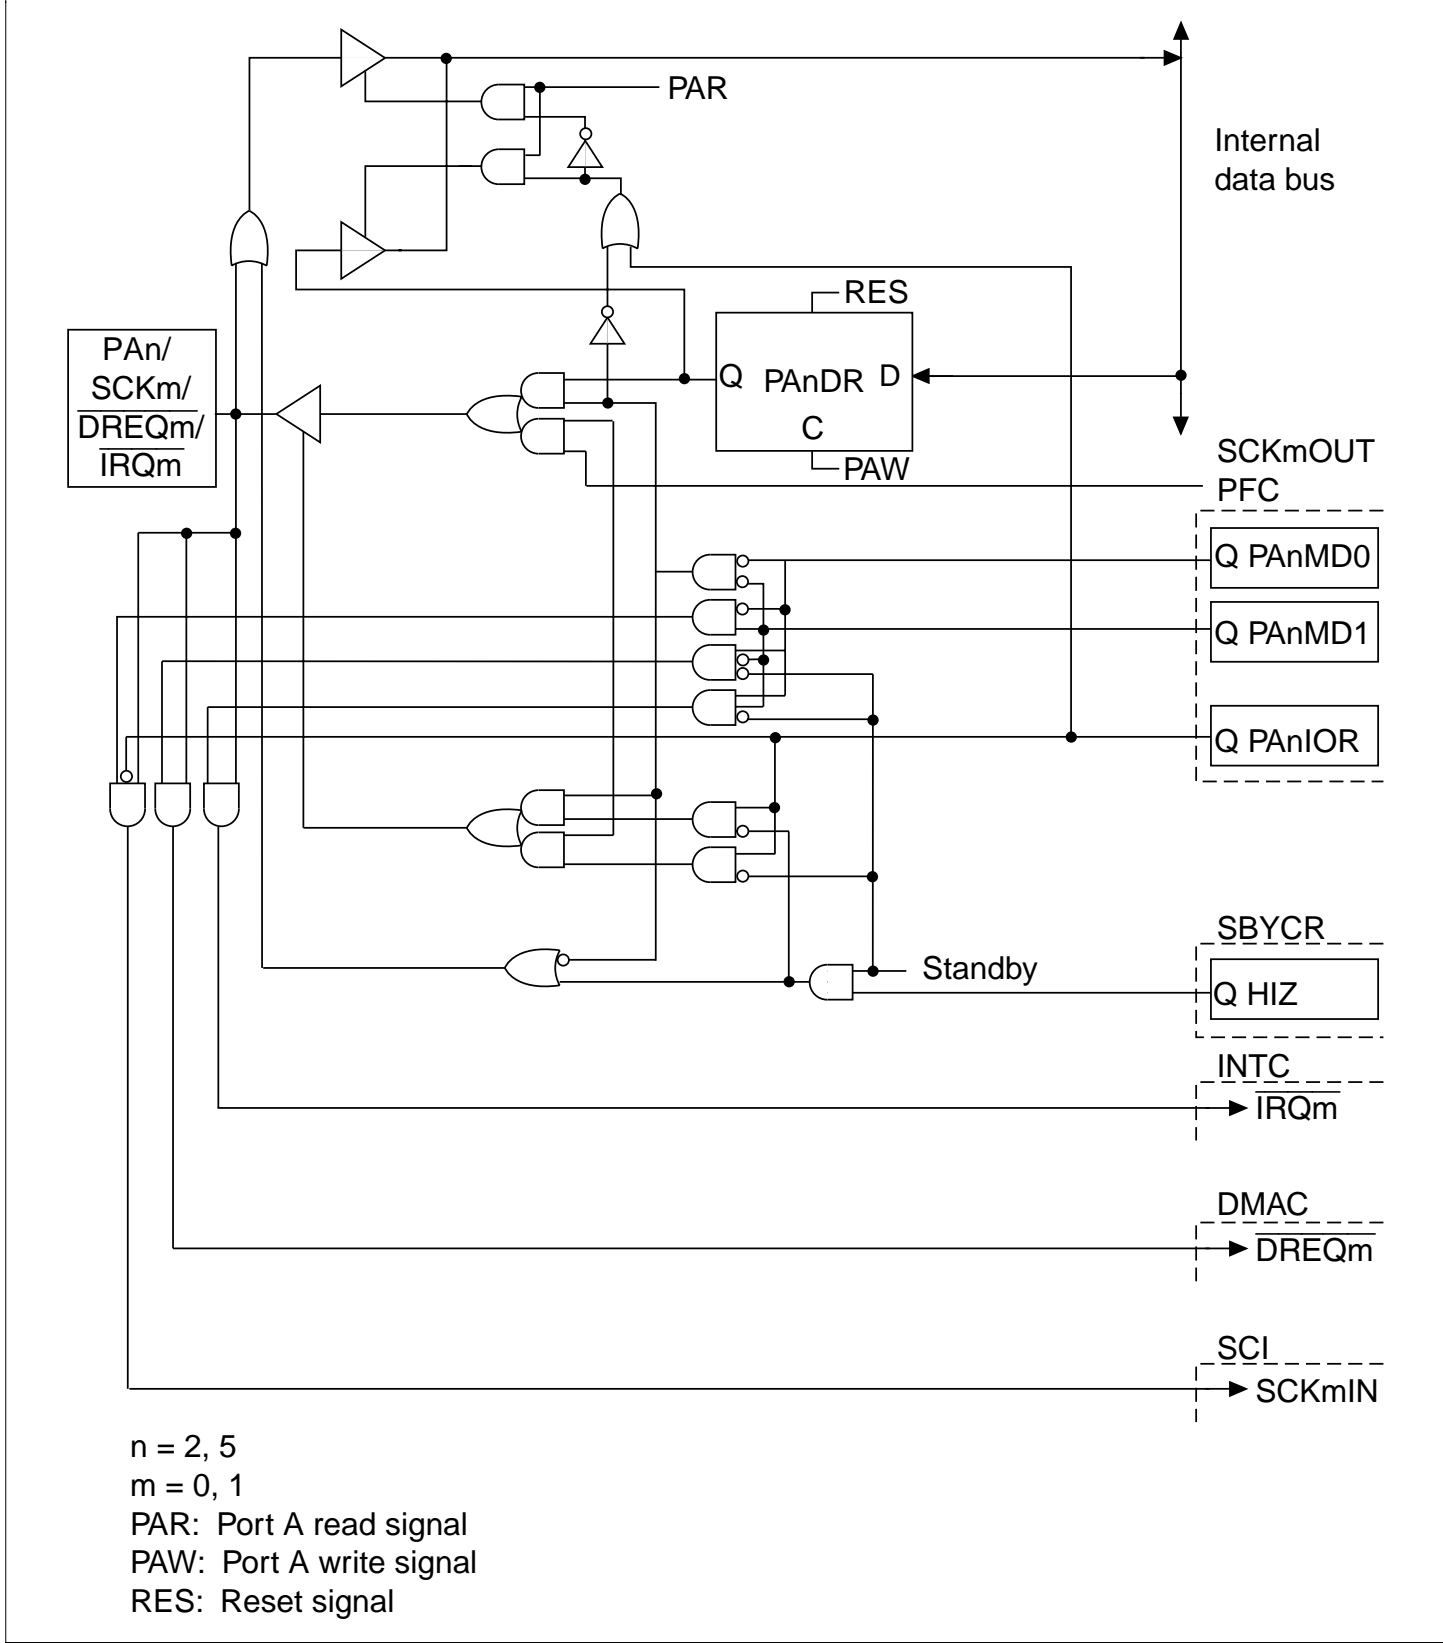 PAR
Internal
data bus
RES
PAn/
SCKm/
DREQm/
IRQm
Q PAnDR D
C
PAW
SCKmOUT
PFC
Q PAnMD0
Q PAnMD1
Q PAnIOR
SBYCR
Standby
Q HIZ
INTC
IRQm
DMAC
DREQm
SCI
SCKmIN
n = 2, 5
m = 0, 1
PAR: Port A read signal
PAW: Port A write signal
RES: Reset signal